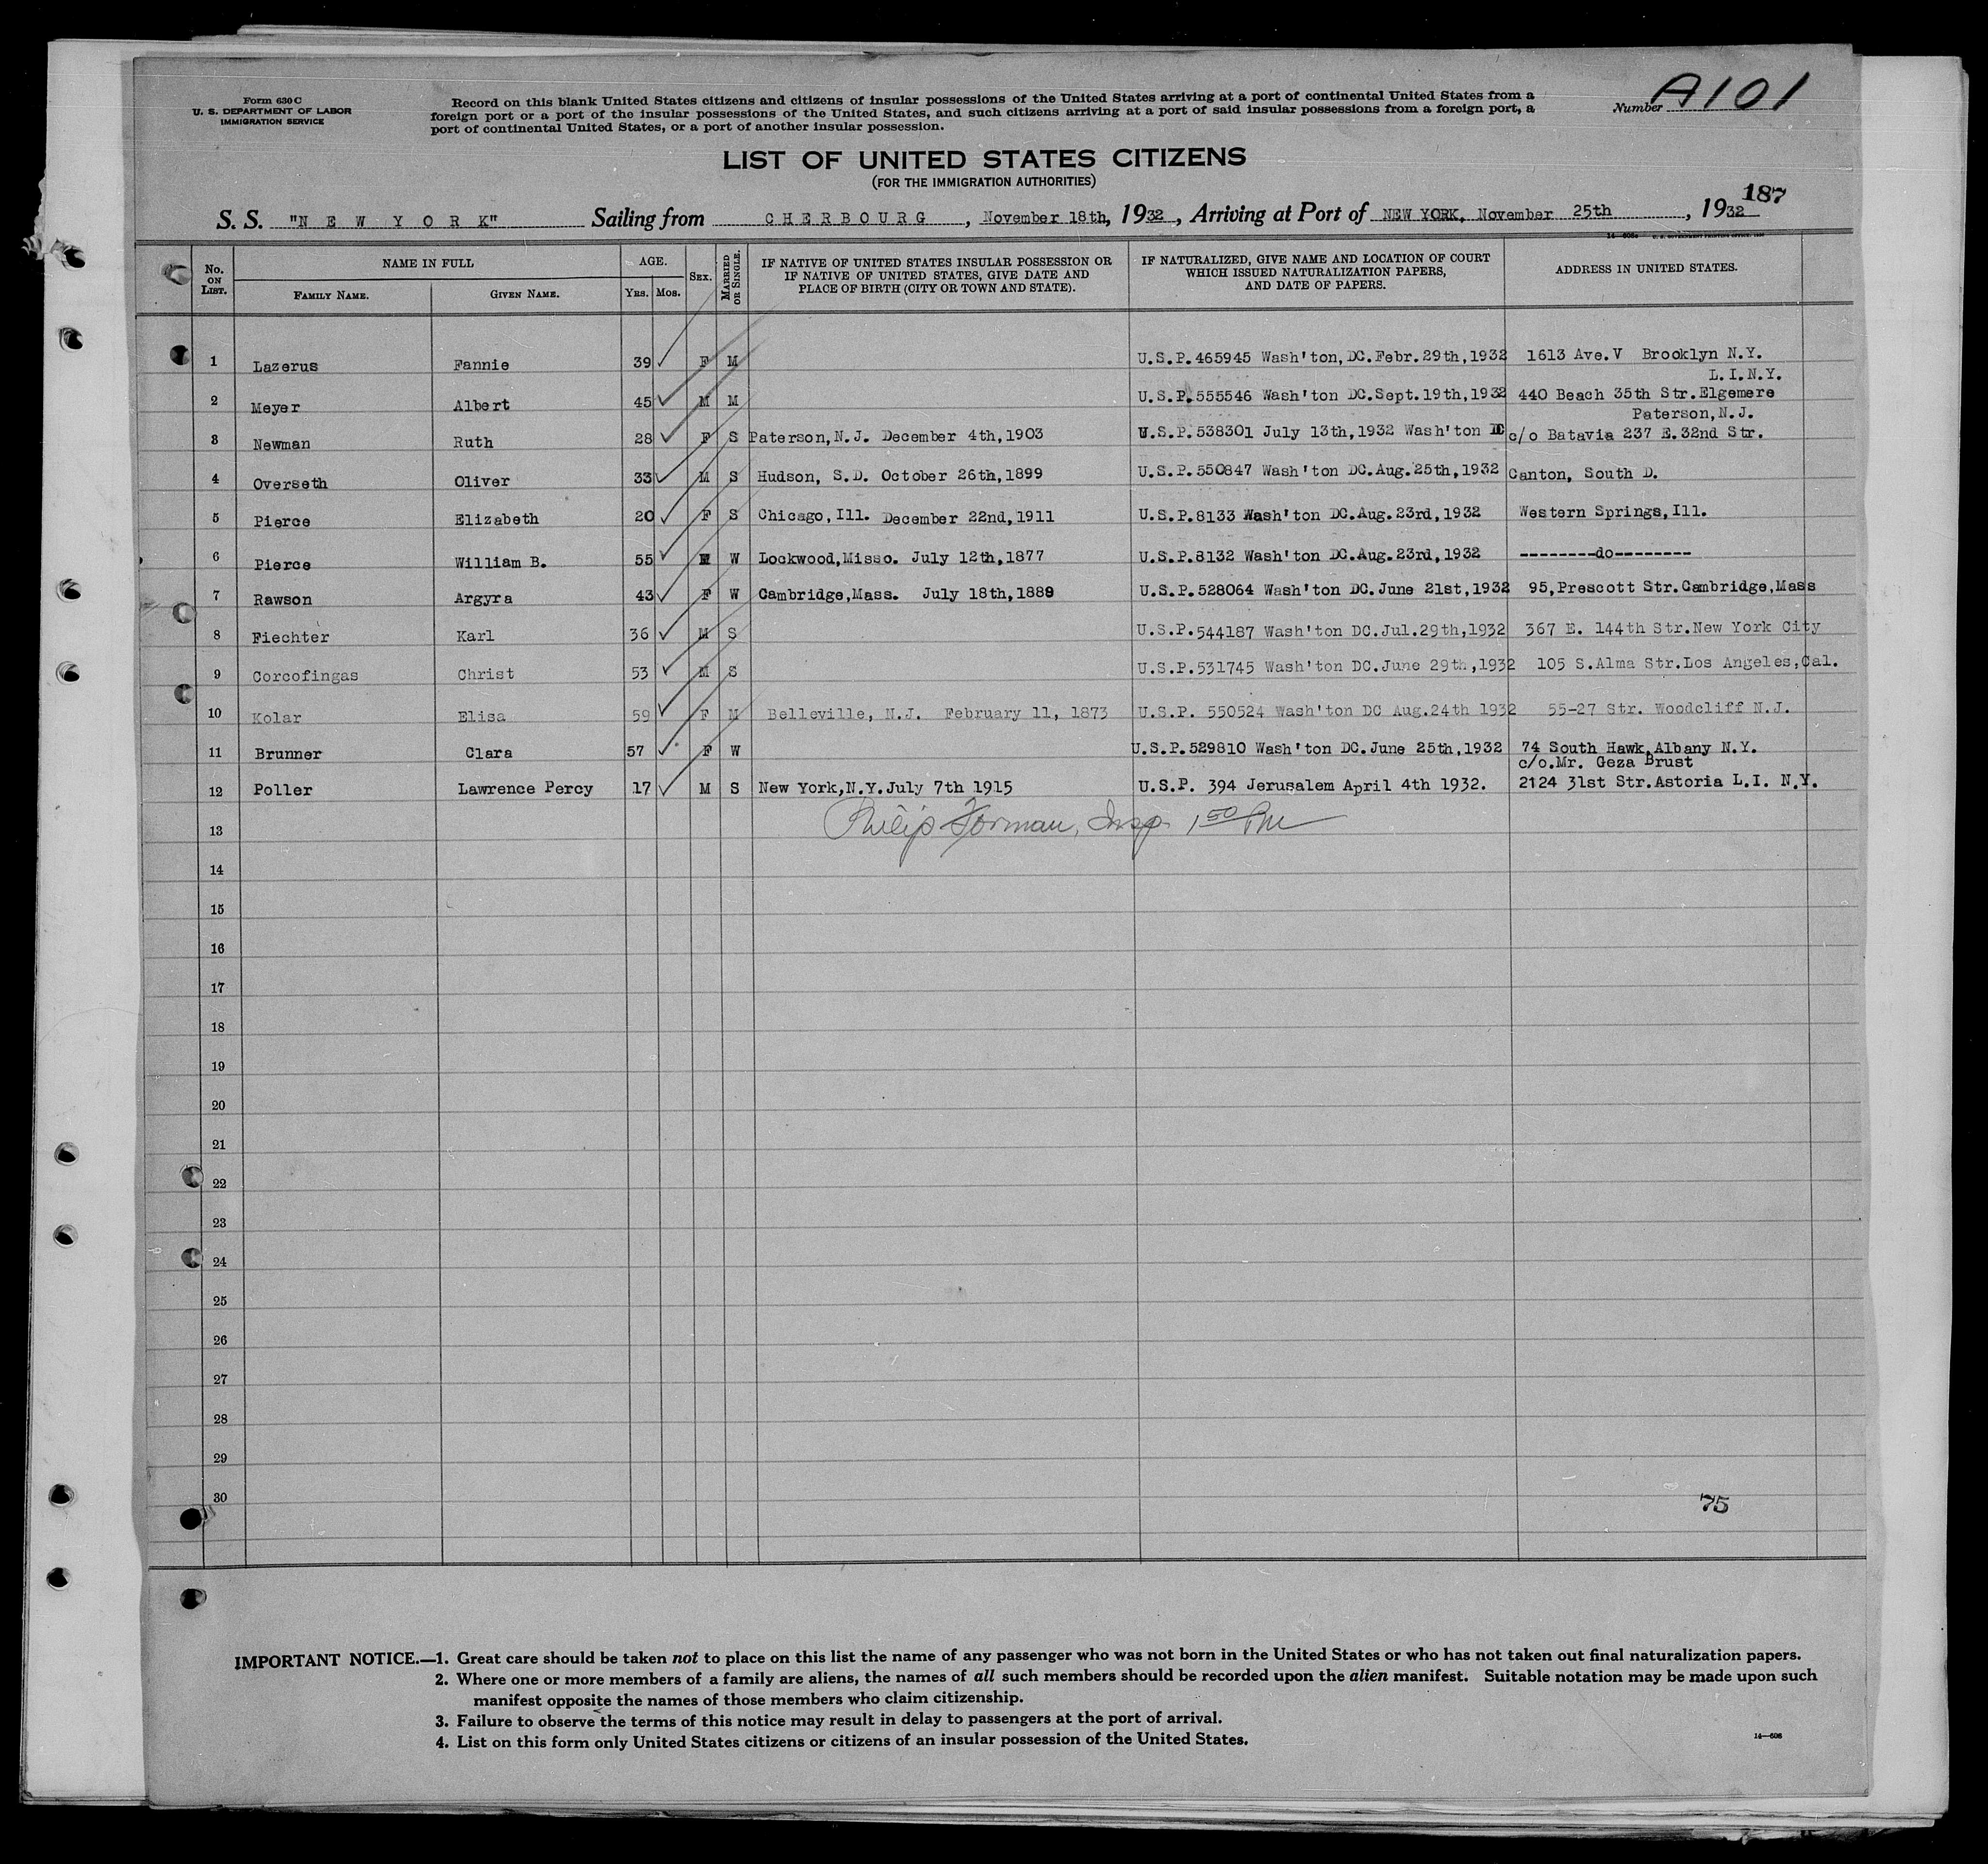 Form 630 C
U. S. DEPARTMENT OF LABOR
IMMIGRATION SERVICE
Record on this blank United States citizens and citizens of insular possessions of the United States arriving at a port of continental United States from a
foreign port or a port of the insular possessions of the United States, and such citizens arriving at a port of said insular possessions from a foreign port, a
port of continental United States, or a port of another insular possession.
Number A101
LIST OF UNITED STATES CITIZENS
(FOR THE IMMIGRATION AUTHORITIES)
187
S. S. "N E W Y O R K" Sailing from C H E R B O U R G, November 18th, 1932, Arriving at Port of NEW YORK, November 25th, 1932
No. ON LIST. NAME IN FULL FAMILY NAME. GIVEN NAME. AGE. YRS. MOS. SEX. MARRIED OR SINGLE. IF NATIVE OF UNITED STATES INSULAR POSSESSION OR IF NATIVE OF UNITED STATES, GIVE DATE AND PLACE OF BIRTH (CITY OR TOWN AND STATE). IF NATURALIZED, GIVE NAME AND LOCATION OF COURT WHICH ISSUED NATURALIZATION PAPERS, AND DATE OF PAPERS. ADDRESS IN UNITED STATES.
1 Lazerus Fannie 39 F M U.S.P.465945 Wash'ton,DC.Febr.29th,1932 1613 Ave.V Brooklyn N.Y.
L.I.N.Y.
2 Meyer Albert 45 M M U.S.P.555546 Wash'ton DC.Sept.19th,1932 440 Beach 35th Str.Elgemere
Paterson,N.J.
3 Newman Ruth 28 F S Paterson,N.J. December 4th,1903 U.S.P.538301 July 13th,1932 Wash'ton DC c/o Batavia 237 E.32nd Str.
4 Overseth Oliver 33 M S Hudson, S.D. October 26th,1899 U.S.P.550847 Wash'ton DC.Aug.25th,1932 Canton, South D.
5 Pierce Elizabeth 20 F S Chicago,Ill. December 22nd,1911 U.S.P.8133 Wash'ton DC.Aug.23rd,1932 Western Springs,Ill.
6 Pierce William B. 55 M W Lockwood,Misso. July 12th,1877 U.S.P.8132 Wash'ton DC.Aug.23rd,1932 --------do--------
7 Rawson Argyra 43 F W Cambridge,Mass. July 18th,1889 U.S.P.528064 Wash'ton DC.June 21st,1932 95,Prescott Str.Cambridge,Mass
8 Fiechter Karl 36 M S U.S.P.544187 Wash'ton DC.Jul.29th,1932 367 E. 144th Str.New York City
9 Corcofingas Christ 53 M S U.S.P.531745 Wash'ton DC.June 29th,1932 105 S.Alma Str.Los Angeles,Cal.
10 Kolar Elisa 59 F M Belleville, N.J. February 11, 1873 U.S.P. 550524 Wash'ton DC Aug.24th 1932 55-27 Str. Woodcliff N.J.
11 Brunner Clara 57 F W U.S.P.529810 Wash'ton DC.June 25th,1932 74 South Hawk,Albany N.Y.
c/o.Mr. Geza Brust
12 Poller Lawrence Percy 17 M S New York,N.Y.July 7th 1915 U.S.P. 394 Jerusalem April 4th 1932. 2124 31st Str.Astoria L.I. N.Y.
Philip Forman, Insp. 1 50 PM
13
14
15
16
17
18
19
20
21
22
23
24
25
26
27
28
29
30
75
IMPORTANT NOTICE.—1. Great care should be taken not to place on this list the name of any passenger who was not born in the United States or who has not taken out final naturalization papers.
2. Where one or more members of a family are aliens, the names of all such members should be recorded upon the alien manifest. Suitable notation may be made upon such
manifest opposite the names of those members who claim citizenship.
3. Failure to observe the terms of this notice may result in delay to passengers at the port of arrival.
4. List on this form only United States citizens or citizens of an insular possession of the United States.
14—608